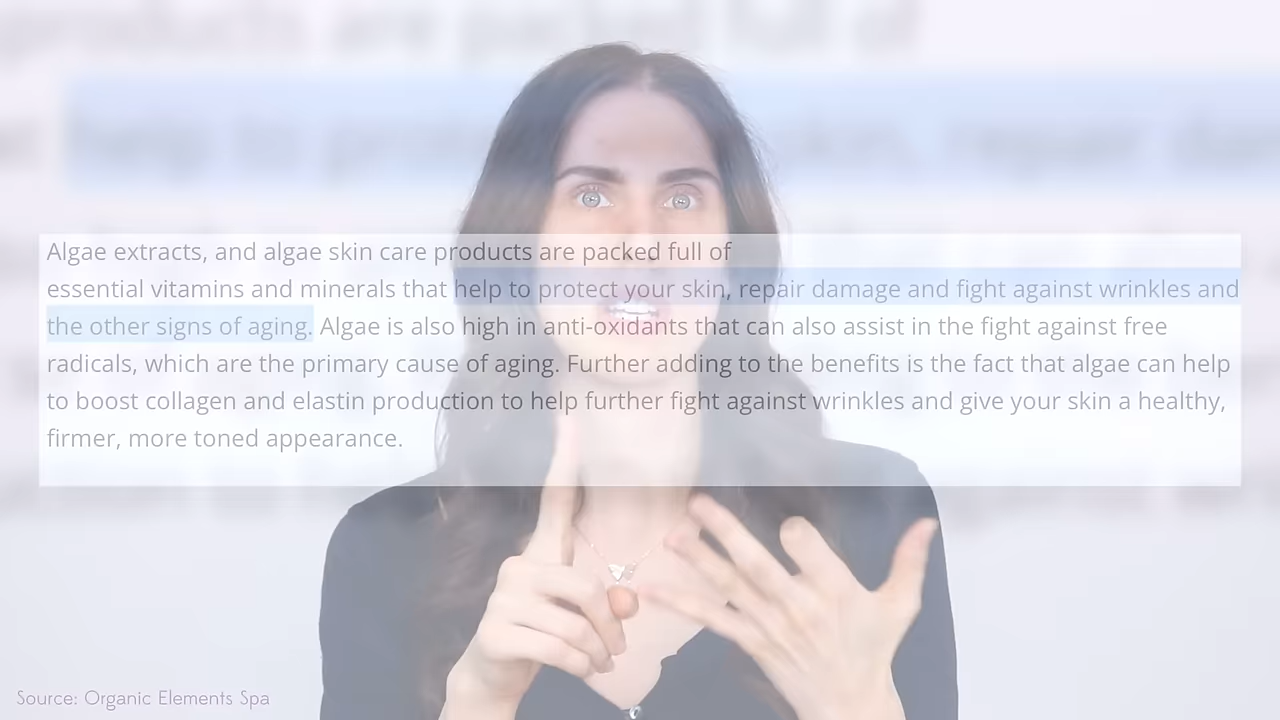 Algae extracts, and algae skin care products are packed full of
essential vitamins and minerals that help to protect your skin, repair damage and fight against wrinkles and
the other signs of aging. Algae is also high in anti-oxidants that can also assist in the fight against free
radicals, which are the primary cause of aging. Further adding to the benefits is the fact that algae can help
to boost collagen and elastin production to help further fight against wrinkles and give your skin a healthy,
firmer, more toned appearance.
Source: Organic Elements Spa